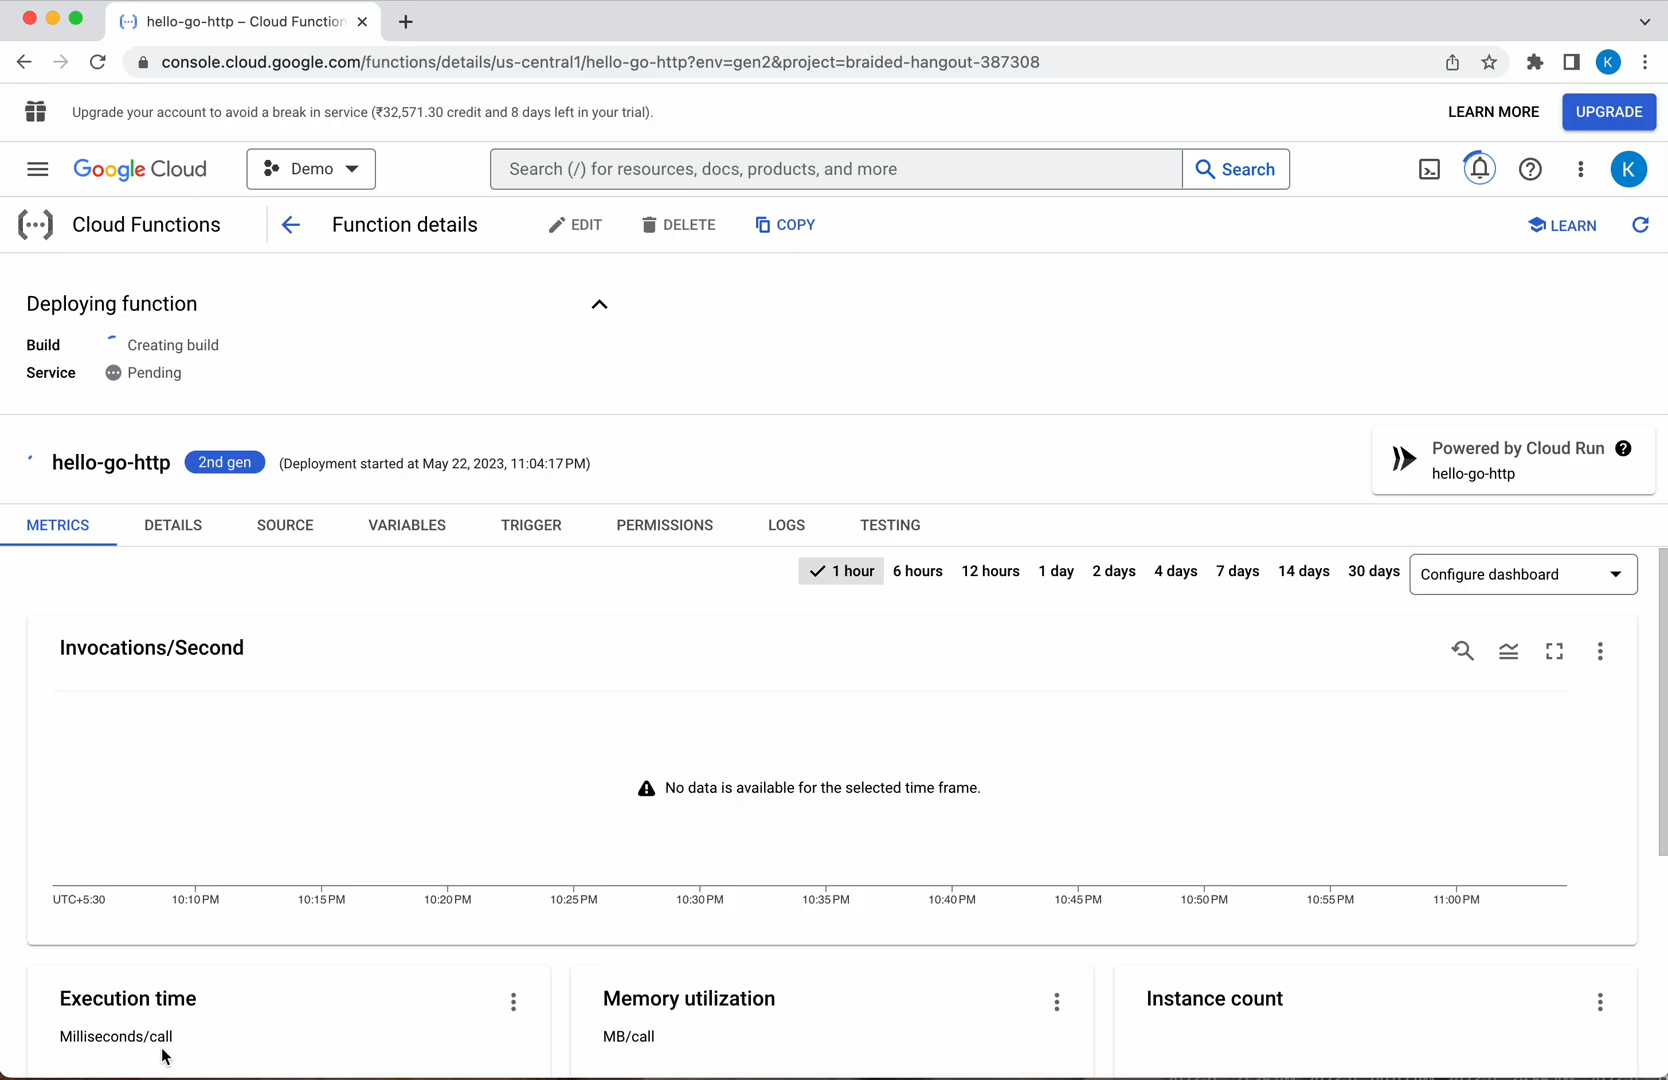 hello-go-http – Cloud Function
console.cloud.google.com/functions/details/us-central1/hello-go-http?env=gen2&project=braided-hangout-387308
K
Upgrade your account to avoid a break in service (₹32,571.30 credit and 8 days left in your trial).
LEARN MORE
UPGRADE
Google Cloud
Demo
Search (/) for resources, docs, products, and more
Search
K
Cloud Functions
Function details
EDIT
DELETE
COPY
LEARN
Deploying function
Build Creating build
Service Pending
hello-go-http 2nd gen (Deployment started at May 22, 2023, 11:04:17 PM)
Powered by Cloud Run
hello-go-http
METRICS DETAILS SOURCE VARIABLES TRIGGER PERMISSIONS LOGS TESTING
1 hour 6 hours 12 hours 1 day 2 days 4 days 7 days 14 days 30 days Configure dashboard
Invocations/Second
No data is available for the selected time frame.
UTC+5:30 10:10 PM 10:15 PM 10:20 PM 10:25 PM 10:30 PM 10:35 PM 10:40 PM 10:45 PM 10:50 PM 10:55 PM 11:00 PM
Execution time
Milliseconds/call
Memory utilization
MB/call
Instance count